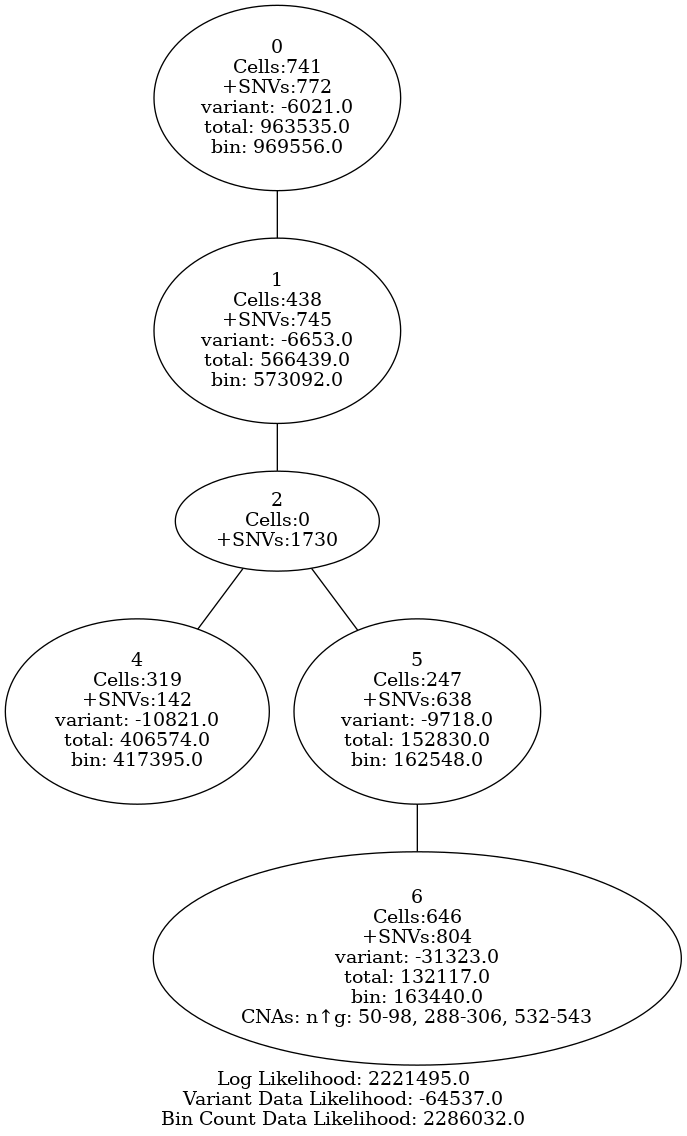 0
Cells:741
+SNVs:772
variant: -6021.0
total: 963535.0
bin: 969556.0
1
Cells:438
+SNVs:745
variant: -6653.0
total: 566439.0
bin: 573092.0
2
Cells:0
+SNVs:1730
4
Cells:319
+SNVs:142
variant: -10821.0
total: 406574.0
bin: 417395.0
5
Cells:247
+SNVs:638
variant: -9718.0
total: 152830.0
bin: 162548.0
6
Cells:646
+SNVs:804
variant: -31323.0
total: 132117.0
bin: 163440.0
CNAs: n↑g: 50-98, 288-306, 532-543
Log Likelihood: 2221495.0
Variant Data Likelihood: -64537.0
Bin Count Data Likelihood: 2286032.0